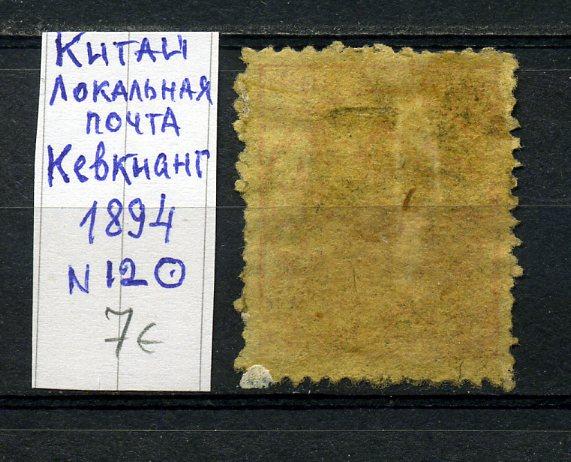 Китай
Локальная
почта
Кевкианг
1894
N 12 ⊙
7€